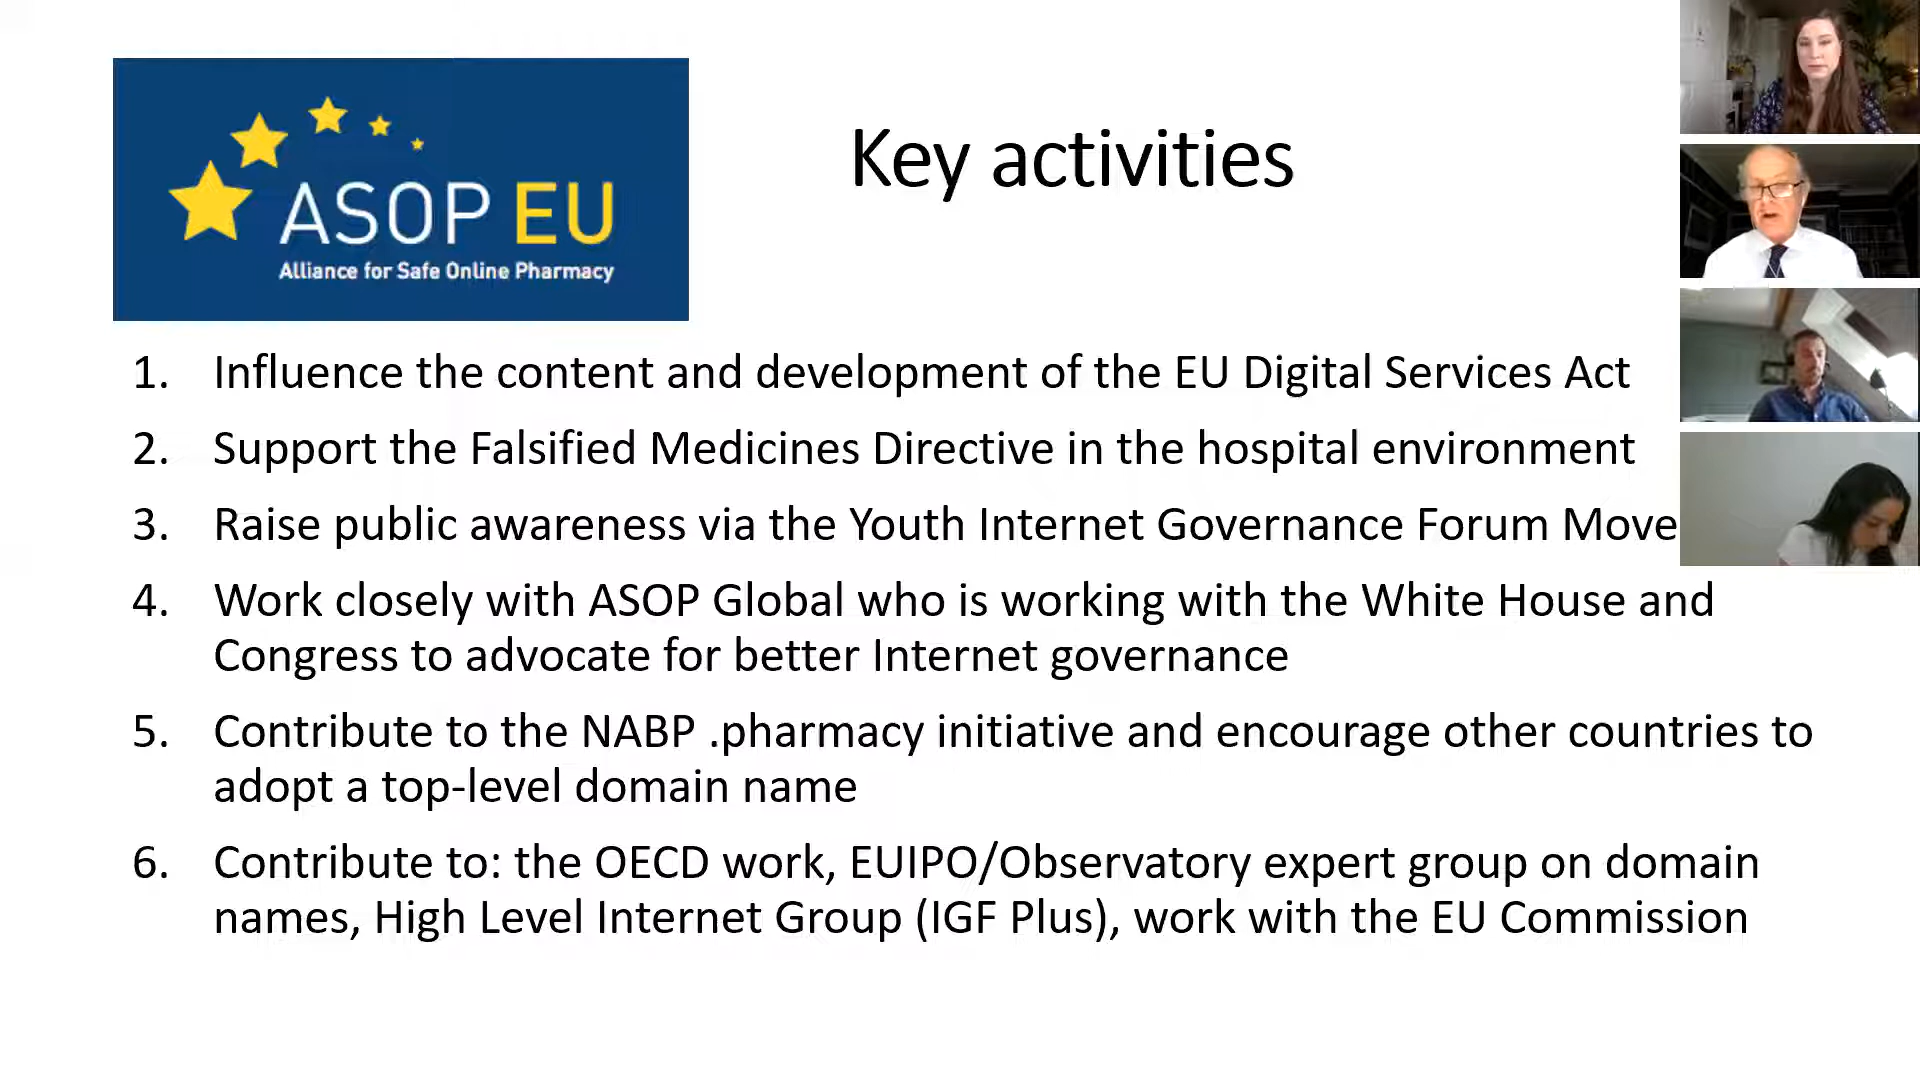 ASOP EU
Alliance for Safe Online Pharmacy
Key activities
1. Influence the content and development of the EU Digital Services Act
2. Support the Falsified Medicines Directive in the hospital environment
3. Raise public awareness via the Youth Internet Governance Forum Move
4. Work closely with ASOP Global who is working with the White House and
Congress to advocate for better Internet governance
5. Contribute to the NABP .pharmacy initiative and encourage other countries to
adopt a top-level domain name
6. Contribute to: the OECD work, EUIPO/Observatory expert group on domain
names, High Level Internet Group (IGF Plus), work with the EU Commission